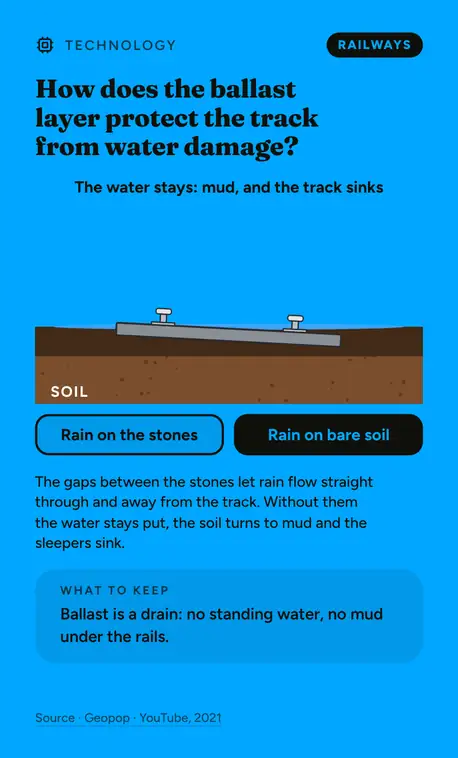 TECHNOLOGY
RAILWAYS
How does the ballast
layer protect the track
from water damage?
The water stays: mud, and the track sinks
SOIL
Rain on the stones
Rain on bare soil
The gaps between the stones let rain flow straight
through and away from the track. Without them
the water stays put, the soil turns to mud and the
sleepers sink.
WHAT TO KEEP
Ballast is a drain: no standing water, no mud
under the rails.
Source · Geopop · YouTube, 2021